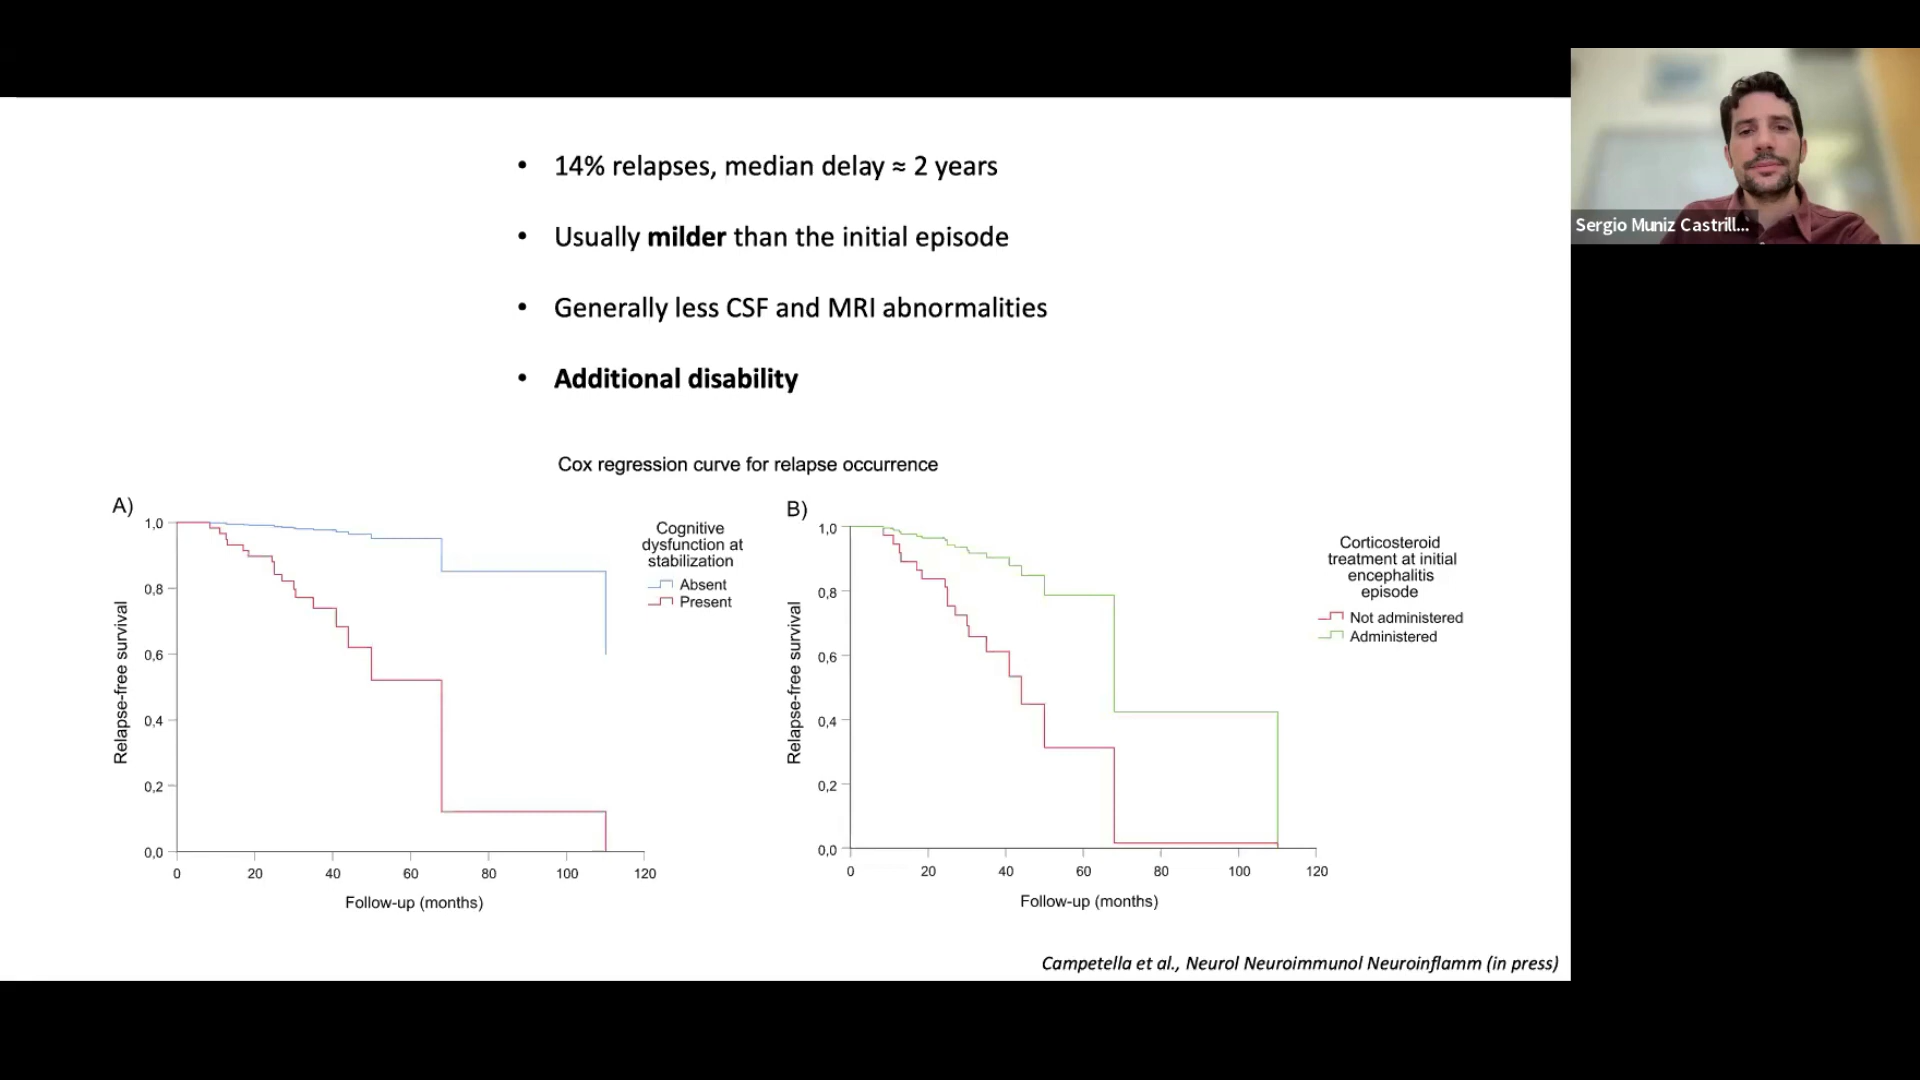 • 14% relapses, median delay ≈ 2 years
• Usually milder than the initial episode
• Generally less CSF and MRI abnormalities
• Additional disability
Cox regression curve for relapse occurrence
A)
Relapse-free survival
1,0
0,8
0,6
0,4
0,2
0,0
0 20 40 60 80 100 120
Follow-up (months)
Cognitive
dysfunction at
stabilization
Absent
Present
B)
Relapse-free survival
1,0
0,8
0,6
0,4
0,2
0,0
0 20 40 60 80 100 120
Follow-up (months)
Corticosteroid
treatment at initial
encephalitis
episode
Not administered
Administered
Campetella et al., Neurol Neuroimmunol Neuroinflamm (in press)
Sergio Muniz Castrill...